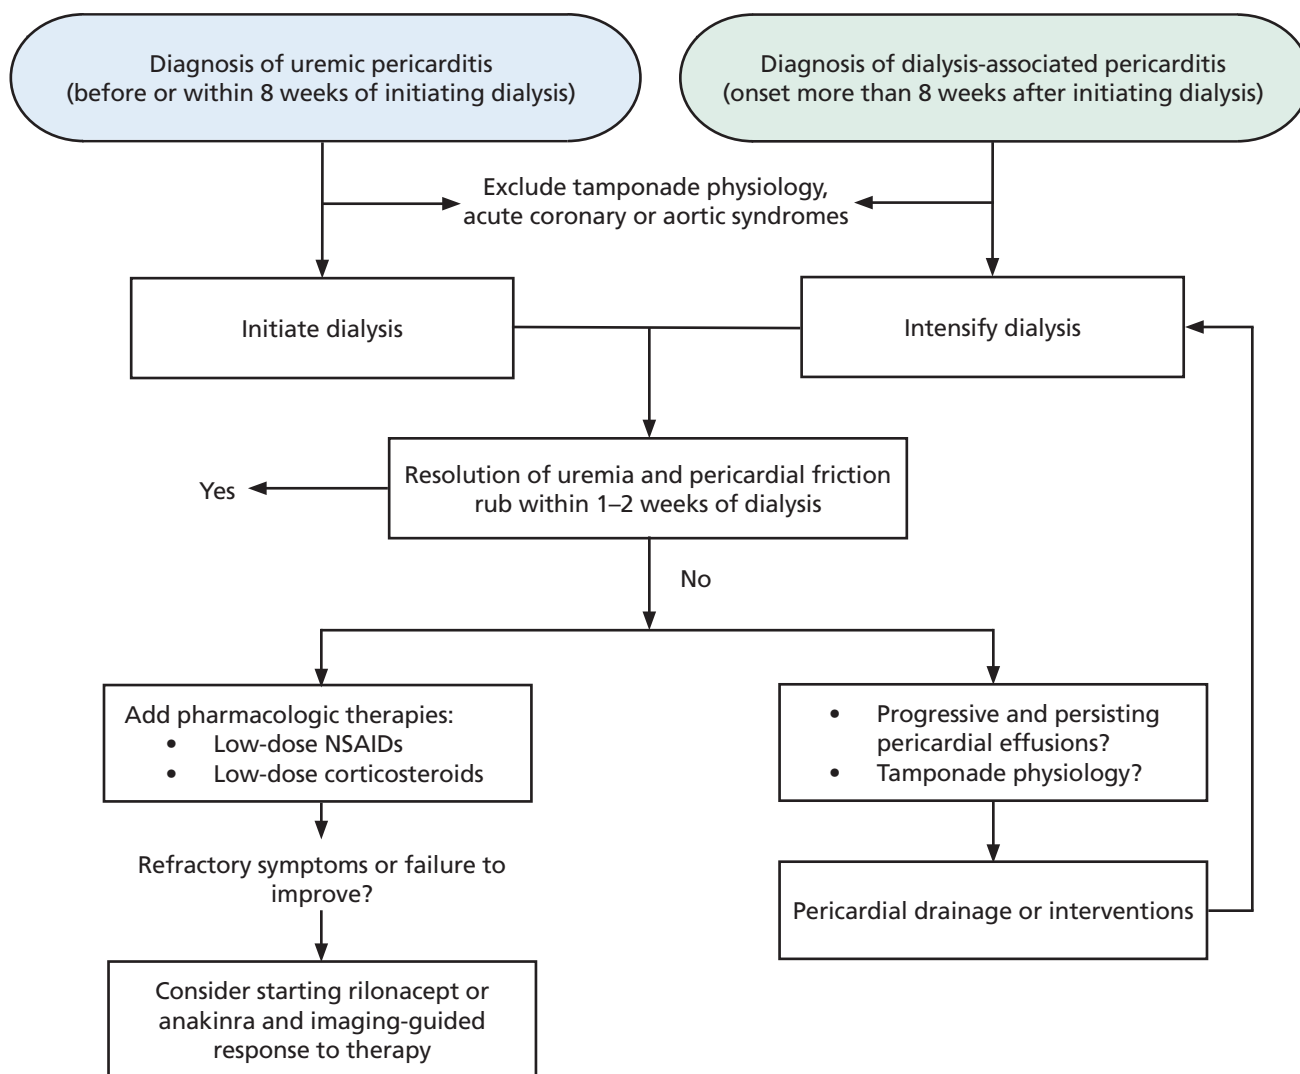 Diagnosis of uremic pericarditis
(before or within 8 weeks of initiating dialysis)
Diagnosis of dialysis-associated pericarditis
(onset more than 8 weeks after initiating dialysis)
Exclude tamponade physiology,
acute coronary or aortic syndromes
Initiate dialysis
Intensify dialysis
Resolution of uremia and pericardial friction
rub within 1–2 weeks of dialysis
Yes
No
Add pharmacologic therapies:
• Low-dose NSAIDs
• Low-dose corticosteroids
• Progressive and persisting
pericardial effusions?
• Tamponade physiology?
Refractory symptoms or failure to
improve?
Pericardial drainage or interventions
Consider starting rilonacept or
anakinra and imaging-guided
response to therapy